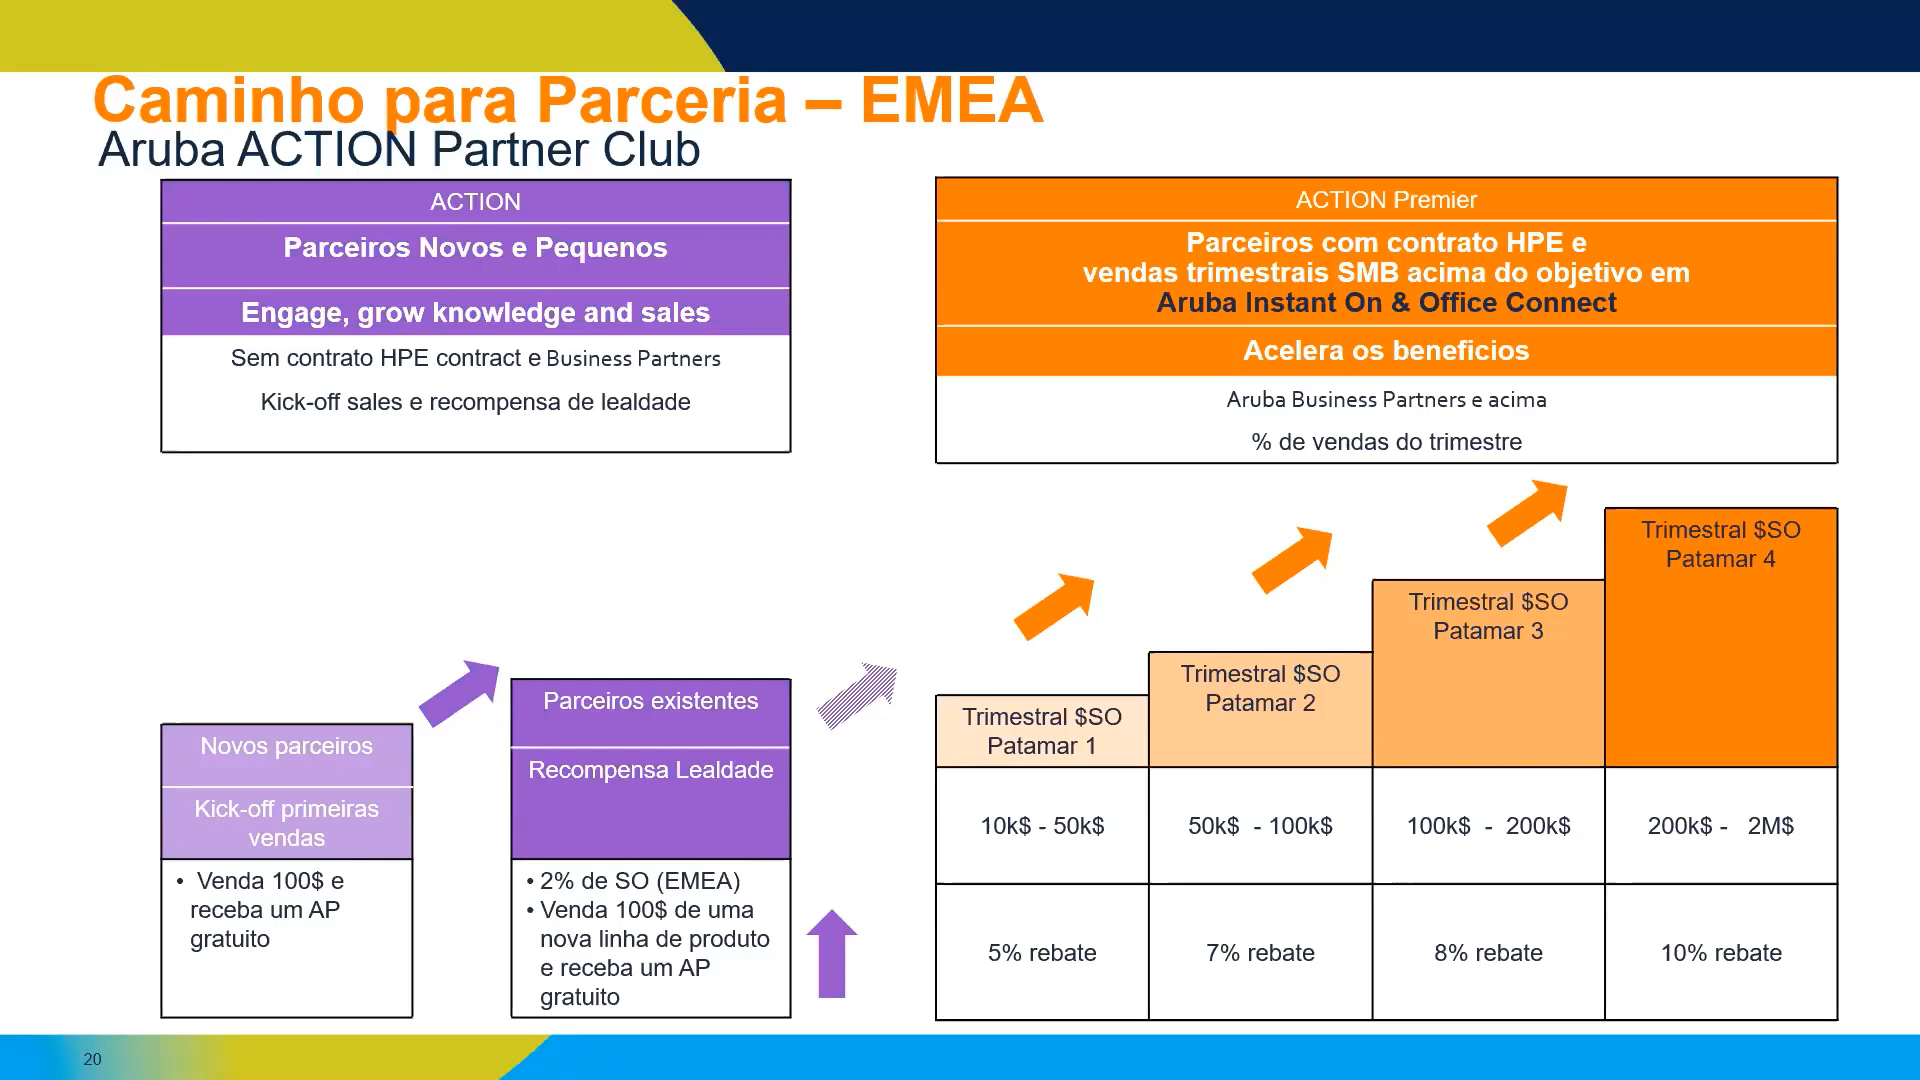 Caminho para Parceria – EMEA
Aruba ACTION Partner Club
ACTION
Parceiros Novos e Pequenos
Engage, grow knowledge and sales
Sem contrato HPE contract e Business Partners
Kick-off sales e recompensa de lealdade
ACTION Premier
Parceiros com contrato HPE e
vendas trimestrais SMB acima do objetivo em
Aruba Instant On & Office Connect
Acelera os beneficios
Aruba Business Partners e acima
% de vendas do trimestre
Novos parceiros
Kick-off primeiras
vendas
• Venda 100$ e
receba um AP
gratuito
Parceiros existentes
Recompensa Lealdade
• 2% de SO (EMEA)
• Venda 100$ de uma
nova linha de produto
e receba um AP
gratuito
Trimestral $SO
Patamar 1
10k$ - 50k$
5% rebate
Trimestral $SO
Patamar 2
50k$ - 100k$
7% rebate
Trimestral $SO
Patamar 3
100k$ - 200k$
8% rebate
Trimestral $SO
Patamar 4
200k$ - 2M$
10% rebate
20